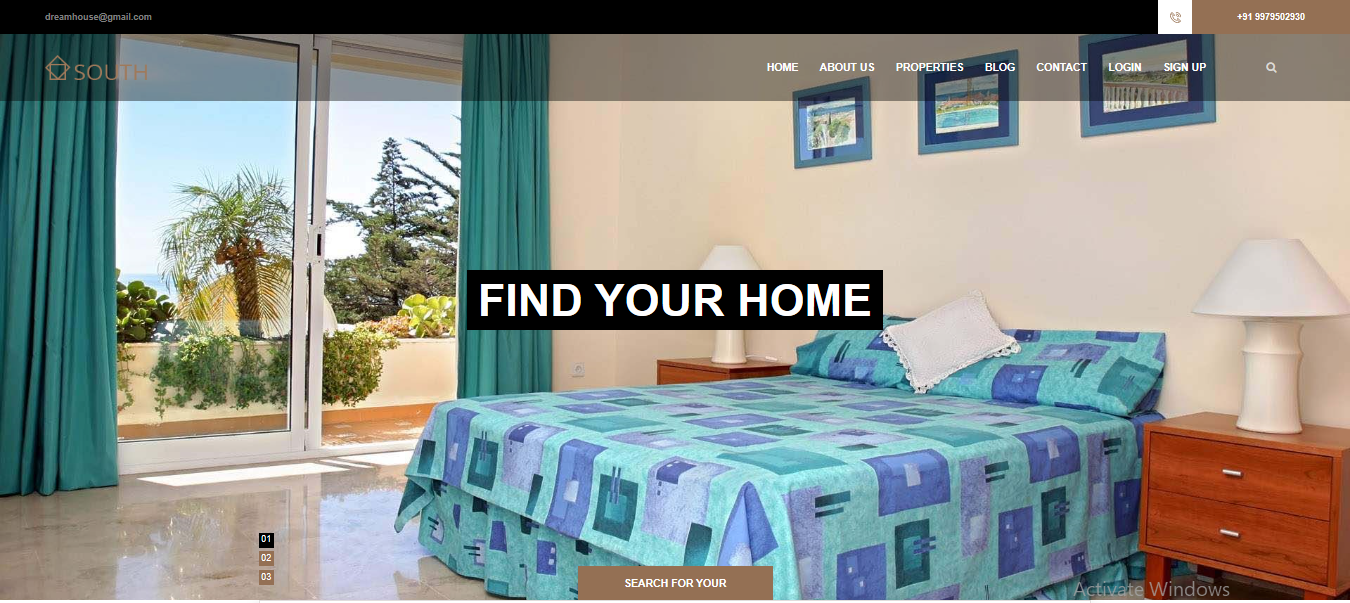 dreamhouse@gmail.com
+91 9979502930
SOUTH
HOME ABOUT US PROPERTIES BLOG CONTACT LOGIN SIGN UP
FIND YOUR HOME
01
02
03
SEARCH FOR YOUR
Activate Windows